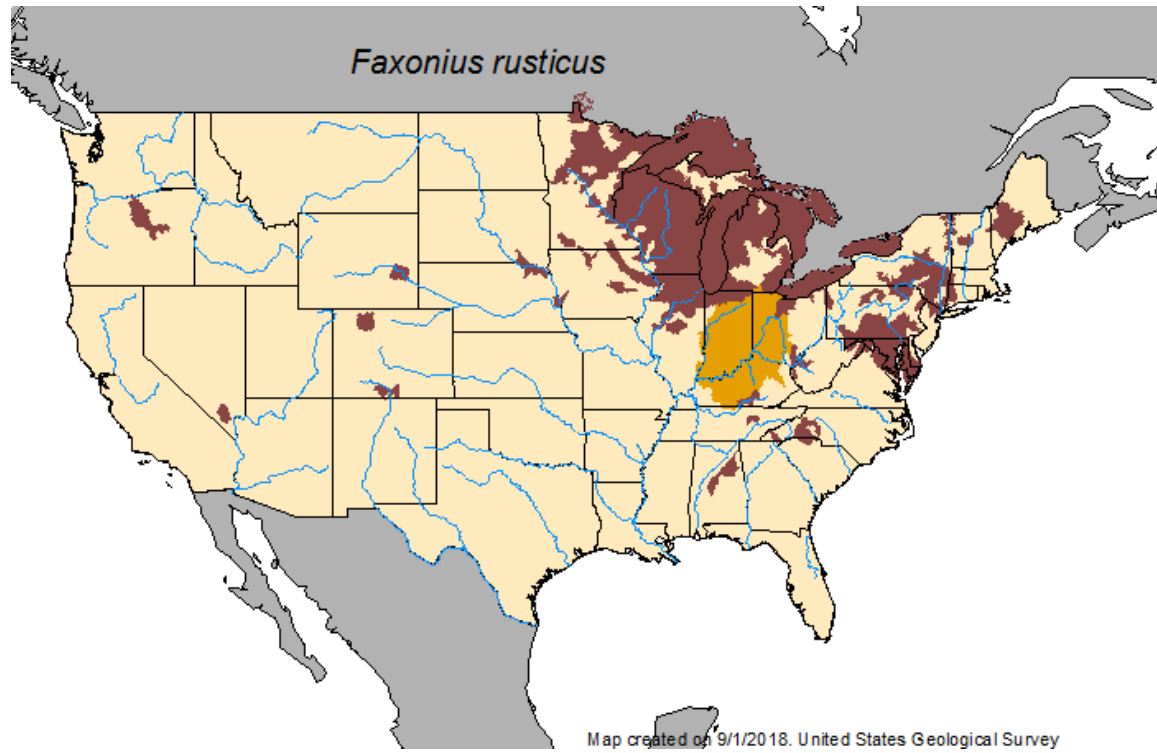 Faxonius rusticus
Map created on 9/1/2018. United States Geological Survey